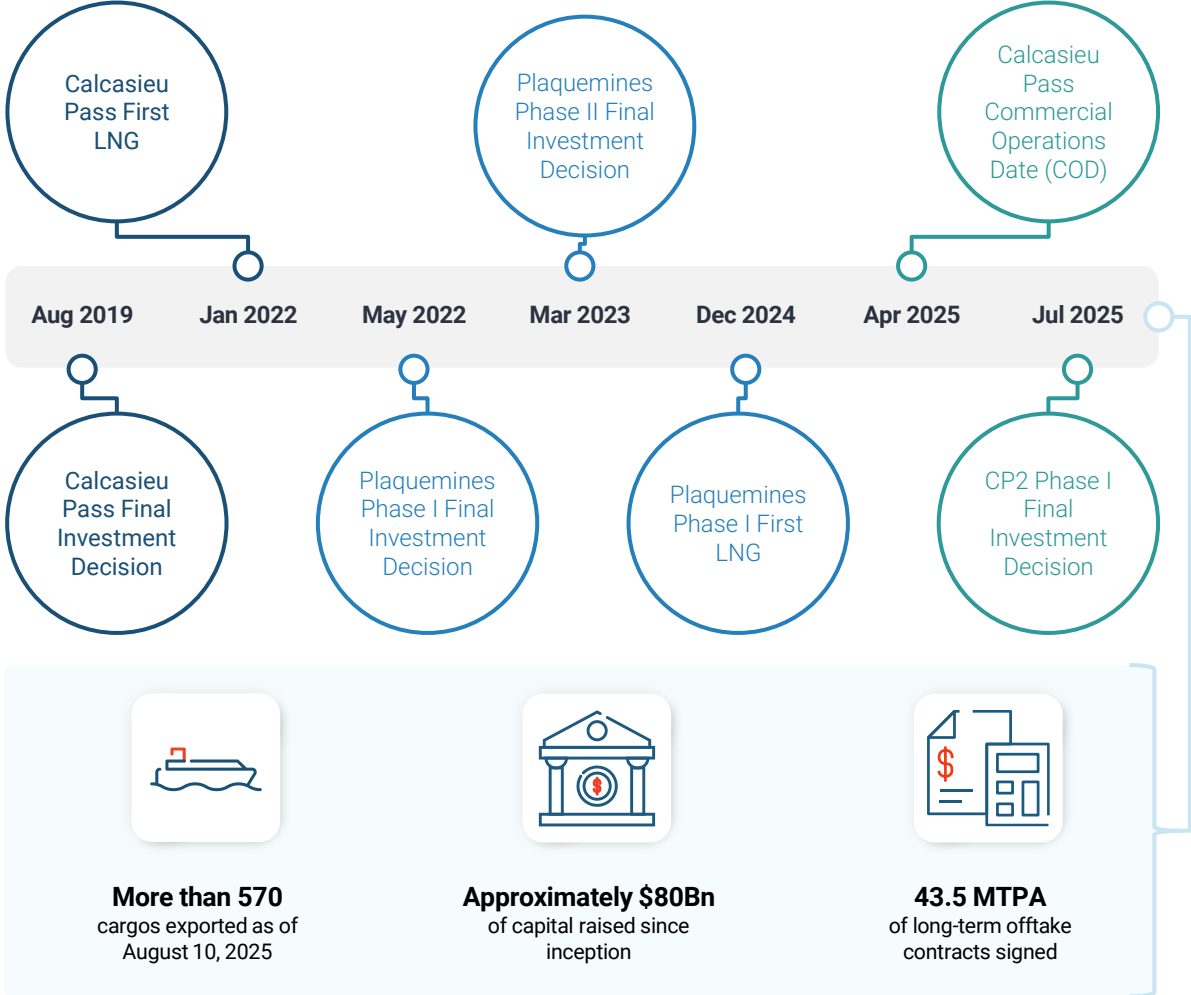 Calcasieu
Pass First
LNG
Plaquemines
Phase II Final
Investment
Decision
Calcasieu
Pass
Commercial
Operations
Date (COD)
Aug 2019
Jan 2022
May 2022
Mar 2023
Dec 2024
Apr 2025
Jul 2025
Calcasieu
Pass Final
Investment
Decision
Plaquemines
Phase I Final
Investment
Decision
Plaquemines
Phase I First
LNG
CP2 Phase I
Final
Investment
Decision
$
$
More than 570
cargos exported as of
August 10, 2025
Approximately $80Bn
of capital raised since
inception
43.5 MTPA
of long-term offtake
contracts signed